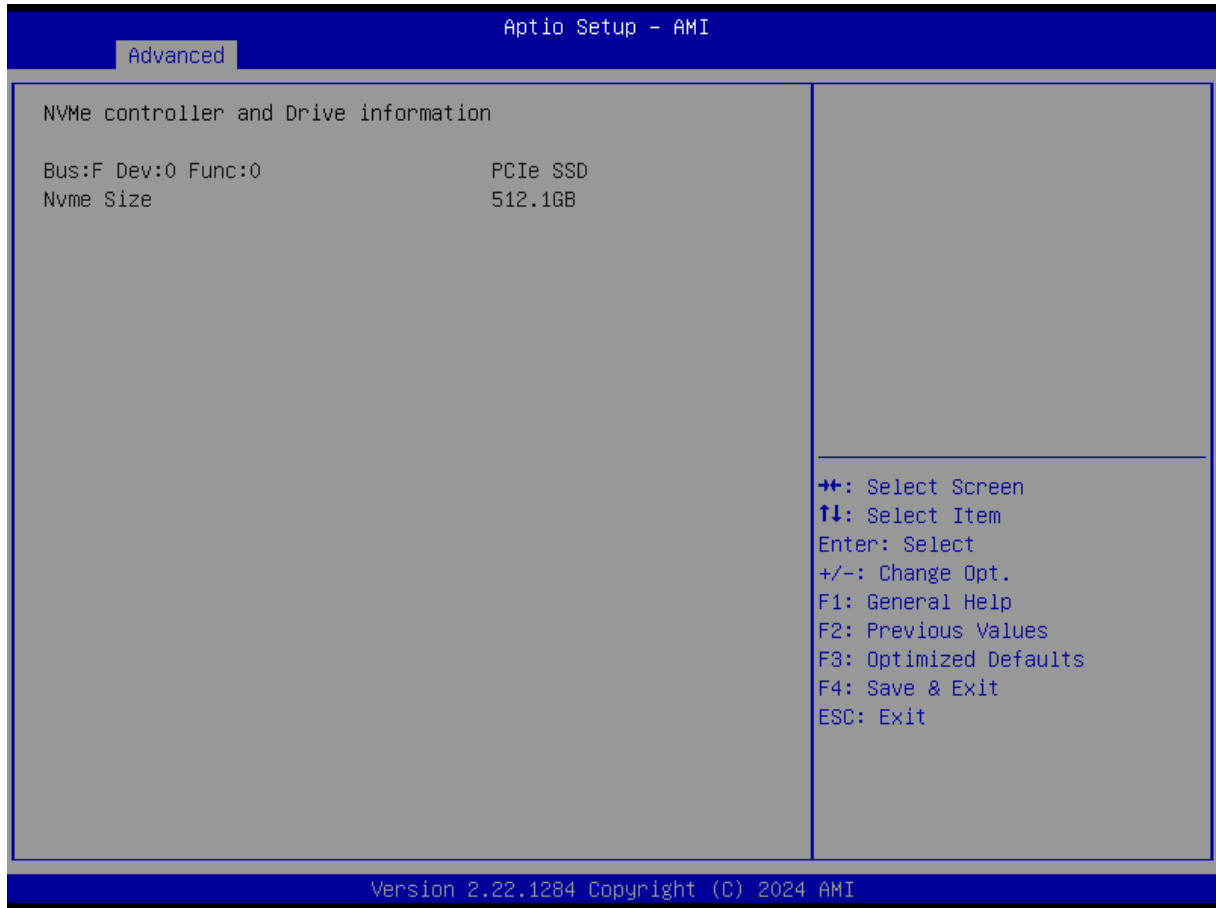 Aptio Setup – AMI
Advanced
NVMe controller and Drive information
Bus:F Dev:0 Func:0 PCIe SSD
Nvme Size 512.1GB
→←: Select Screen
↑↓: Select Item
Enter: Select
+/-: Change Opt.
F1: General Help
F2: Previous Values
F3: Optimized Defaults
F4: Save & Exit
ESC: Exit
Version 2.22.1284 Copyright (C) 2024 AMI